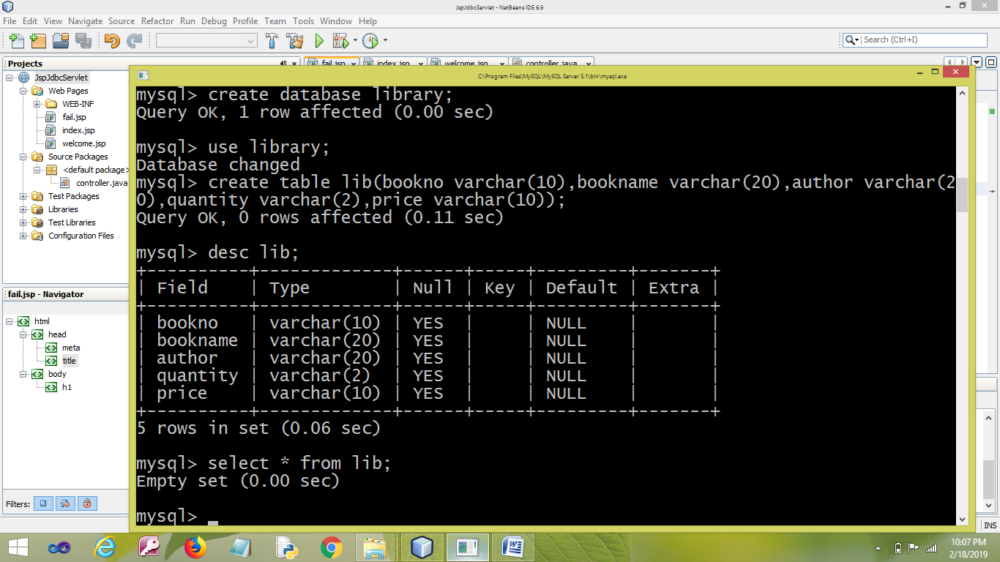 JspJdbcServlet - NetBeans IDE 6.9
File Edit View Navigate Source Refactor Run Debug Profile Team Tools Window Help
Search (Ctrl+I)
Projects
fail.jsp index.jsp welcome.jsp controller.java
JspJdbcServlet
Web Pages
WEB-INF
fail.jsp
index.jsp
welcome.jsp
Source Packages
<default package>
controller.java
Test Packages
Libraries
Test Libraries
Configuration Files
fail.jsp - Navigator
html
head
meta
title
body
h1
Filters:
C:\Program Files\MySQL\MySQL Server 5.1\bin\mysql.exe
mysql> create database library;
Query OK, 1 row affected (0.00 sec)
mysql> use library;
Database changed
mysql> create table lib(bookno varchar(10),bookname varchar(20),author varchar(2
0),quantity varchar(2),price varchar(10));
Query OK, 0 rows affected (0.11 sec)
mysql> desc lib;
+----------+-------------+------+-----+---------+-------+
| Field    | Type        | Null | Key | Default | Extra |
+----------+-------------+------+-----+---------+-------+
| bookno   | varchar(10) | YES  |     | NULL    |       |
| bookname | varchar(20) | YES  |     | NULL    |       |
| author   | varchar(20) | YES  |     | NULL    |       |
| quantity | varchar(2)  | YES  |     | NULL    |       |
| price    | varchar(10) | YES  |     | NULL    |       |
+----------+-------------+------+-----+---------+-------+
5 rows in set (0.06 sec)
mysql> select * from lib;
Empty set (0.00 sec)
mysql>
INS
10:07 PM
2/18/2019